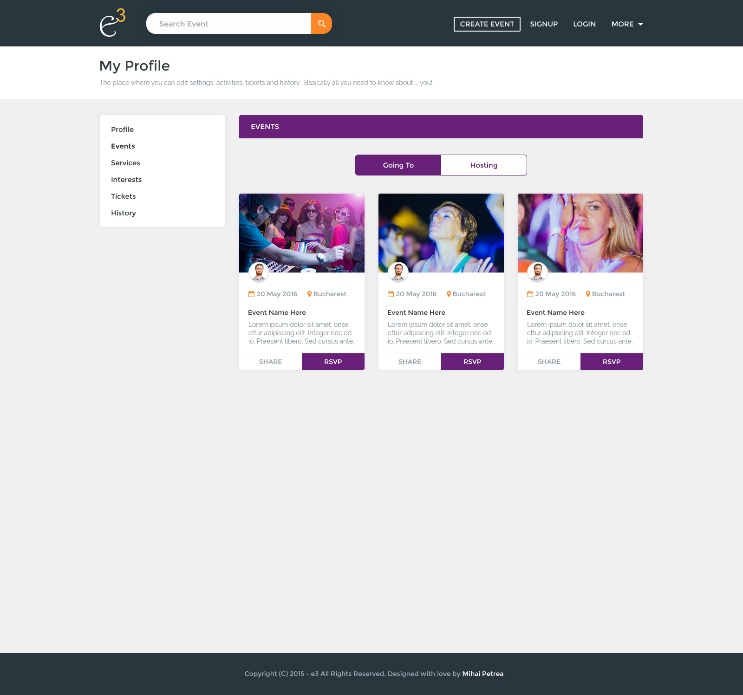 e3
Search Event
CREATE EVENT SIGNUP LOGIN MORE
My Profile
The place where you can edit settings, activities, tickets and history. Basically all you need to know about ... you!
Profile
Events
Services
Interests
Tickets
History
EVENTS
Going To Hosting
20 May 2016 Bucharest
Event Name Here
Lorem ipsum dolor sit amet, onse
cttur adipiscing elit. Integer nec od
io. Praesent libero. Sed cursus ante.
SHARE RSVP
20 May 2016 Bucharest
Event Name Here
Lorem ipsum dolor sit amet, onse
cttur adipiscing elit. Integer nec od
io. Praesent libero. Sed cursus ante.
SHARE RSVP
20 May 2016 Bucharest
Event Name Here
Lorem ipsum dolor sit amet, onse
cttur adipiscing elit. Integer nec od
io. Praesent libero. Sed cursus ante.
SHARE RSVP
Copyright (C) 2015 - e3 All Rights Reserved. Designed with love by Mihai Petrea